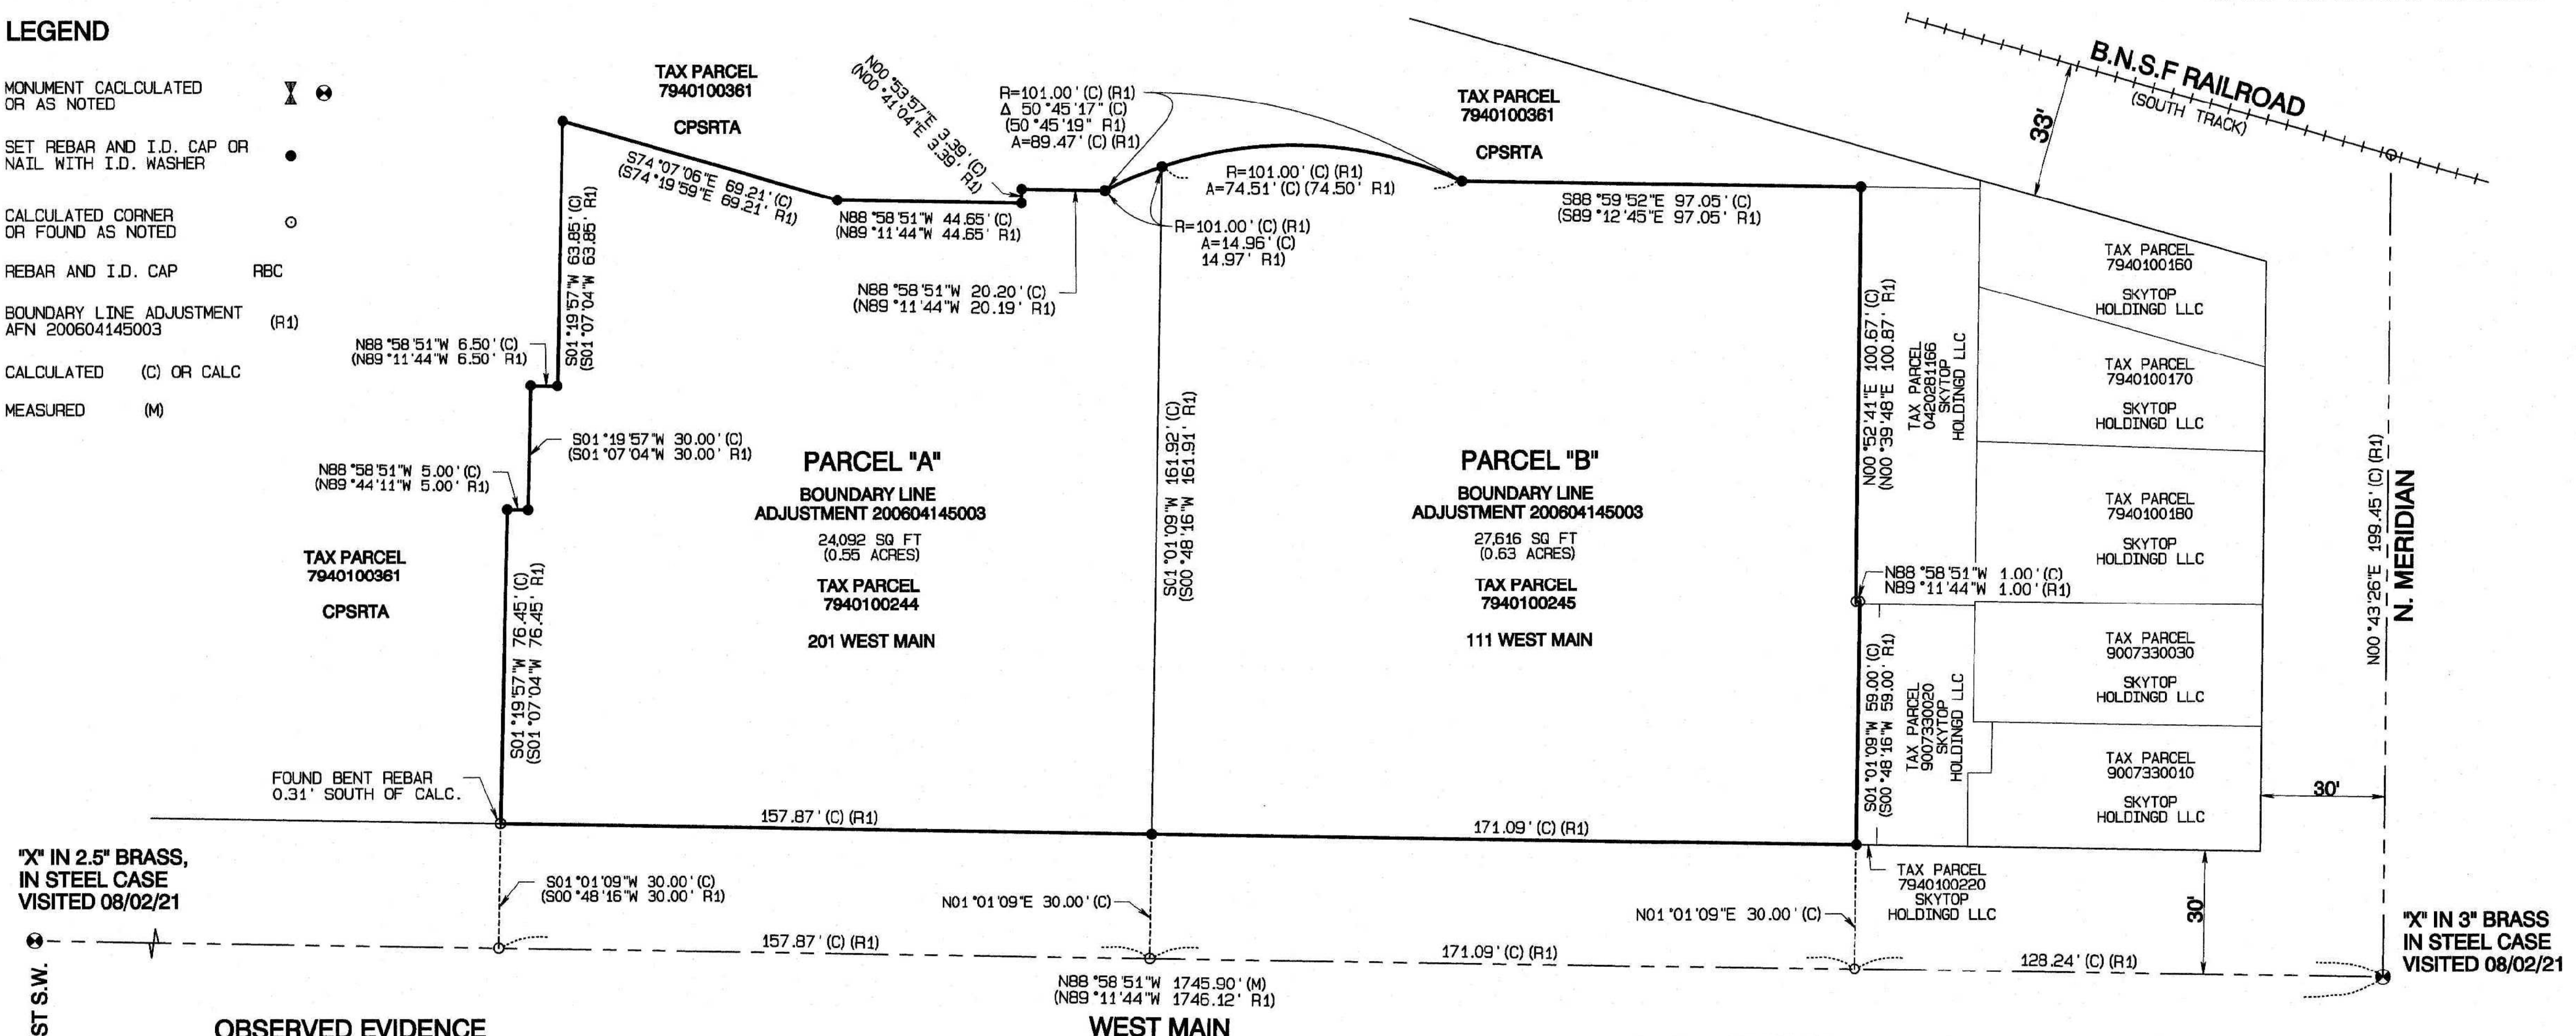 LEGEND
MONUMENT CACLCULATED
OR AS NOTED
SET REBAR AND I.D. CAP OR
NAIL WITH I.D. WASHER
CALCULATED CORNER
OR FOUND AS NOTED
REBAR AND I.D. CAP RBC
BOUNDARY LINE ADJUSTMENT
AFN 200604145003 (R1)
CALCULATED (C) OR CALC
MEASURED (M)
TAX PARCEL
7940100361
CPSRTA
N00°53'57"E 3.39' (C)
(N00°41'04"E 3.39' R1)
R=101.00' (C) (R1)
Δ 50°45'17" (C)
(50°45'19" R1)
A=89.47' (C) (R1)
TAX PARCEL
7940100361
CPSRTA
B.N.S.F RAILROAD
(SOUTH TRACK)
33'
S74°07'06"E 69.21' (C)
(S74°19'59"E 69.21' R1)
N88°58'51"W 44.65' (C)
(N89°11'44"W 44.65' R1)
R=101.00' (C) (R1)
A=74.51' (C) (74.50' R1)
R=101.00' (C) (R1)
A=14.96' (C)
14.97' R1)
S88°59'52"E 97.05' (C)
(S89°12'45"E 97.05' R1)
N88°58'51"W 20.20' (C)
(N89°11'44"W 20.19' R1)
S01°19'57"W 63.85' (C)
(S01°07'04"W 63.85' R1)
N88°58'51"W 6.50' (C)
(N89°11'44"W 6.50' R1)
S01°19'57"W 30.00' (C)
(S01°07'04"W 30.00' R1)
N88°58'51"W 5.00' (C)
(N89°44'11"W 5.00' R1)
TAX PARCEL
7940100361
CPSRTA
S01°19'57"W 76.45' (C)
(S01°07'04"W 76.45' R1)
FOUND BENT REBAR
0.31' SOUTH OF CALC.
PARCEL "A"
BOUNDARY LINE
ADJUSTMENT 200604145003
24,092 SQ FT
(0.55 ACRES)
TAX PARCEL
7940100244
201 WEST MAIN
S01°01'09"W 161.92' (C)
(S00°48'16"W 161.91' R1)
PARCEL "B"
BOUNDARY LINE
ADJUSTMENT 200604145003
27,616 SQ FT
(0.63 ACRES)
TAX PARCEL
7940100245
111 WEST MAIN
N00°52'41"E 100.67' (C)
(N00°39'48"E 100.87' R1)
TAX PARCEL
0420281166
SKYTOP
HOLDINGD LLC
N88°58'51"W 1.00' (C)
N89°11'44"W 1.00' (R1)
S01°01'09"W 59.00' (C)
(S00°48'16"W 59.00' R1)
TAX PARCEL
9007330020
SKYTOP
HOLDINGD LLC
TAX PARCEL
7940100160
SKYTOP
HOLDINGD LLC
TAX PARCEL
7940100170
SKYTOP
HOLDINGD LLC
TAX PARCEL
7940100180
SKYTOP
HOLDINGD LLC
TAX PARCEL
9007330030
SKYTOP
HOLDINGD LLC
TAX PARCEL
9007330010
SKYTOP
HOLDINGD LLC
N00°43'26"E 199.45' (C) (R1)
N. MERIDIAN
30'
157.87' (C) (R1)
171.09' (C) (R1)
TAX PARCEL
7940100220
SKYTOP
HOLDINGD LLC
30'
"X" IN 2.5" BRASS,
IN STEEL CASE
VISITED 08/02/21
S01°01'09"W 30.00' (C)
(S00°48'16"W 30.00' R1)
N01°01'09"E 30.00' (C)
N01°01'09"E 30.00' (C)
157.87' (C) (R1)
171.09' (C) (R1)
128.24' (C) (R1)
N88°58'51"W 1745.90' (M)
(N89°11'44"W 1746.12' R1)
"X" IN 3" BRASS
IN STEEL CASE
VISITED 08/02/21
ST S.W.
OBSERVED EVIDENCE
WEST MAIN